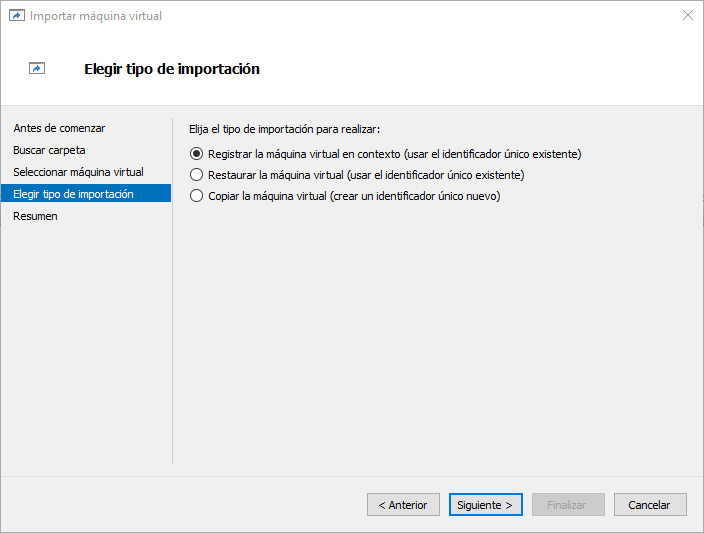 Importar máquina virtual
Elegir tipo de importación
Antes de comenzar
Buscar carpeta
Seleccionar máquina virtual
Elegir tipo de importación
Resumen
Elija el tipo de importación para realizar:
Registrar la máquina virtual en contexto (usar el identificador único existente)
Restaurar la máquina virtual (usar el identificador único existente)
Copiar la máquina virtual (crear un identificador único nuevo)
< Anterior
Siguiente >
Finalizar
Cancelar